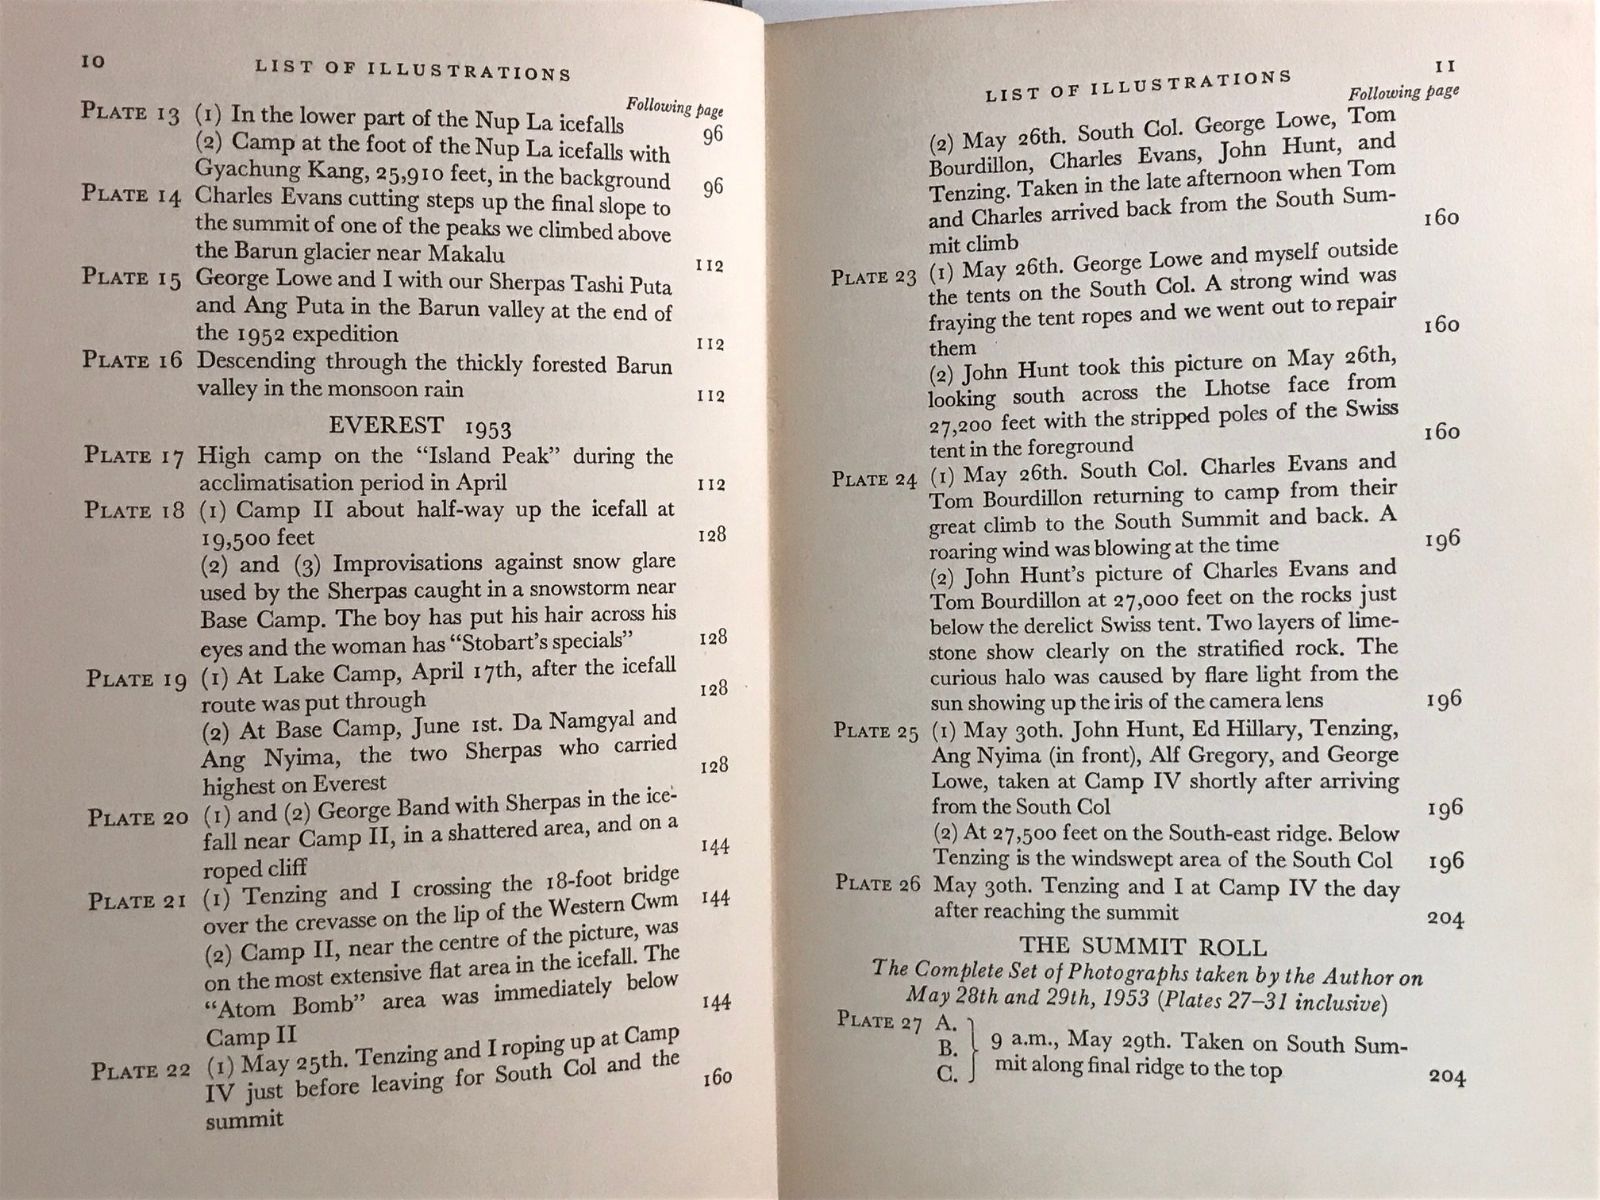 10
LIST OF ILLUSTRATIONS
Following page
PLATE 13 (1) In the lower part of the Nup La icefalls 96
(2) Camp at the foot of the Nup La icefalls with
Gyachung Kang, 25,910 feet, in the background 96
PLATE 14 Charles Evans cutting steps up the final slope to
the summit of one of the peaks we climbed above
the Barun glacier near Makalu 112
PLATE 15 George Lowe and I with our Sherpas Tashi Puta
and Ang Puta in the Barun valley at the end of
the 1952 expedition 112
PLATE 16 Descending through the thickly forested Barun
valley in the monsoon rain 112
EVEREST 1953
PLATE 17 High camp on the “Island Peak” during the
acclimatisation period in April 112
PLATE 18 (1) Camp II about half-way up the icefall at
19,500 feet 128
(2) and (3) Improvisations against snow glare
used by the Sherpas caught in a snowstorm near
Base Camp. The boy has put his hair across his
eyes and the woman has “Stobart’s specials” 128
PLATE 19 (1) At Lake Camp, April 17th, after the icefall
route was put through 128
(2) At Base Camp, June 1st. Da Namgyal and
Ang Nyima, the two Sherpas who carried
highest on Everest 128
PLATE 20 (1) and (2) George Band with Sherpas in the ice-
fall near Camp II, in a shattered area, and on a
roped cliff 144
PLATE 21 (1) Tenzing and I crossing the 18-foot bridge
over the crevasse on the lip of the Western Cwm 144
(2) Camp II, near the centre of the picture, was
on the most extensive flat area in the icefall. The
“Atom Bomb” area was immediately below
Camp II 144
PLATE 22 (1) May 25th. Tenzing and I roping up at Camp
IV just before leaving for South Col and the
summit 160
LIST OF ILLUSTRATIONS
11
Following page
(2) May 26th. South Col. George Lowe, Tom
Bourdillon, Charles Evans, John Hunt, and
Tenzing. Taken in the late afternoon when Tom
and Charles arrived back from the South Sum-
mit climb 160
PLATE 23 (1) May 26th. George Lowe and myself outside
the tents on the South Col. A strong wind was
fraying the tent ropes and we went out to repair
them 160
(2) John Hunt took this picture on May 26th,
looking south across the Lhotse face from
27,200 feet with the stripped poles of the Swiss
tent in the foreground 160
PLATE 24 (1) May 26th. South Col. Charles Evans and
Tom Bourdillon returning to camp from their
great climb to the South Summit and back. A
roaring wind was blowing at the time 196
(2) John Hunt’s picture of Charles Evans and
Tom Bourdillon at 27,000 feet on the rocks just
below the derelict Swiss tent. Two layers of lime-
stone show clearly on the stratified rock. The
curious halo was caused by flare light from the
sun showing up the iris of the camera lens 196
PLATE 25 (1) May 30th. John Hunt, Ed Hillary, Tenzing,
Ang Nyima (in front), Alf Gregory, and George
Lowe, taken at Camp IV shortly after arriving
from the South Col 196
(2) At 27,500 feet on the South-east ridge. Below
Tenzing is the windswept area of the South Col 196
PLATE 26 May 30th. Tenzing and I at Camp IV the day
after reaching the summit 204
THE SUMMIT ROLL
The Complete Set of Photographs taken by the Author on
May 28th and 29th, 1953 (Plates 27–31 inclusive)
PLATE 27 A.
B. 9 a.m., May 29th. Taken on South Sum-
C. mit along final ridge to the top 204